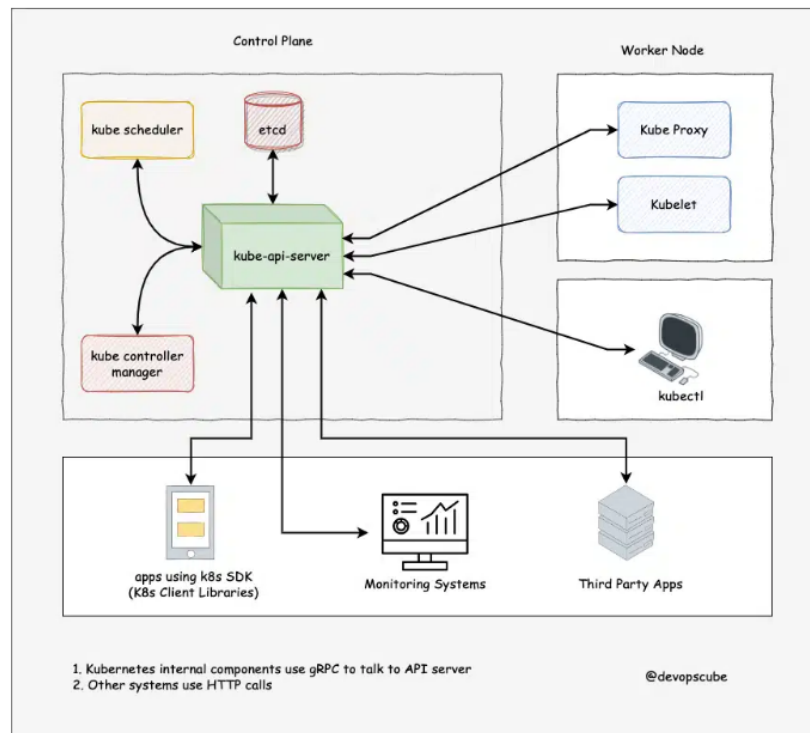 Control Plane
Worker Node
kube scheduler
etcd
Kube Proxy
Kubelet
kube-api-server
kube controller
manager
kubectl
apps using k8s SDK
(K8s Client Libraries)
Monitoring Systems
Third Party Apps
1. Kubernetes internal components use gRPC to talk to API server
2. Other systems use HTTP calls
@devopscube